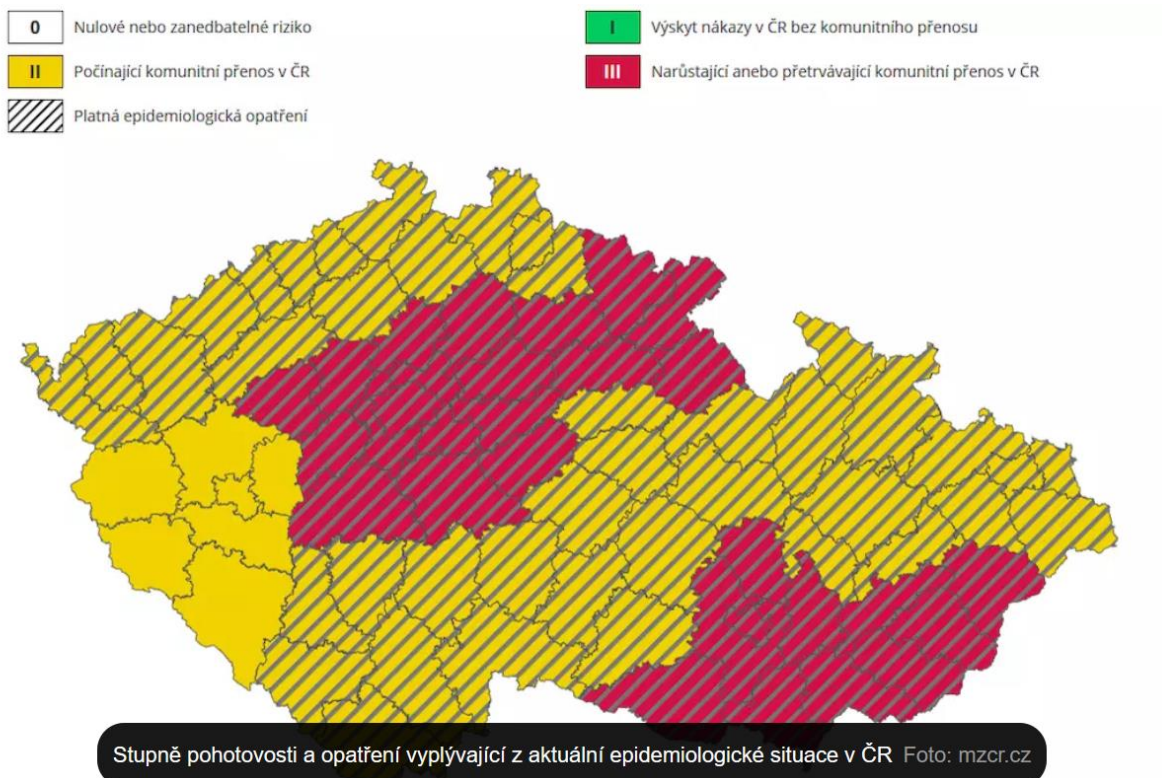 0 Nulové nebo zanedbatelné riziko
I Výskyt nákazy v ČR bez komunitního přenosu
II Počínající komunitní přenos v ČR
III Narůstající anebo přetrvávající komunitní přenos v ČR
Platná epidemiologická opatření
Stupně pohotovosti a opatření vyplývající z aktuální epidemiologické situace v ČR Foto: mzcr.cz